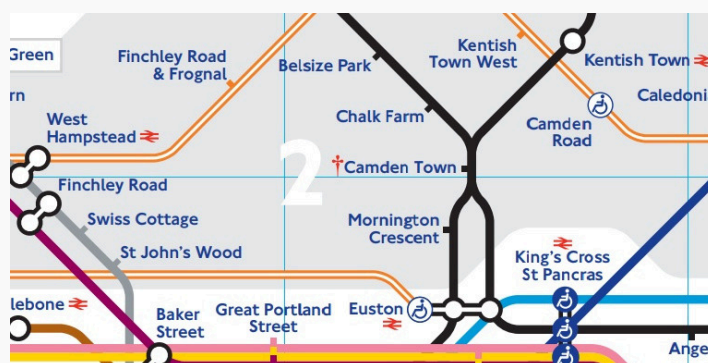 Green
Finchley Road
& Frognal
Belsize Park
Kentish
Town West
Kentish Town
rn
West
Hampstead
Chalk Farm
Camden
Road
Caledoni
2
†Camden Town
Finchley Road
Swiss Cottage
St John's Wood
Mornington
Crescent
King's Cross
St Pancras
lebone
Baker
Street
Great Portland
Street
Euston
Ange